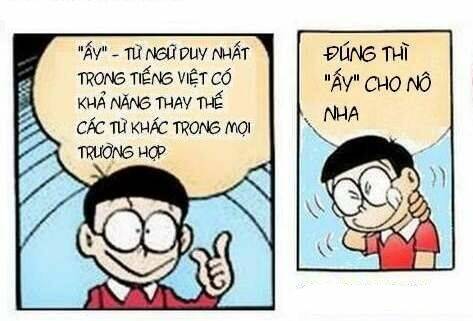 "ẤY" - TỪ NGỮ DUY NHẤT
TRONG TIẾNG VIỆT CÓ
KHẢ NĂNG THAY THẾ
CÁC TỪ KHÁC TRONG MỌI
TRƯỜNG HỢP
ĐÚNG THÌ
"ẤY" CHO NÔ
NHA